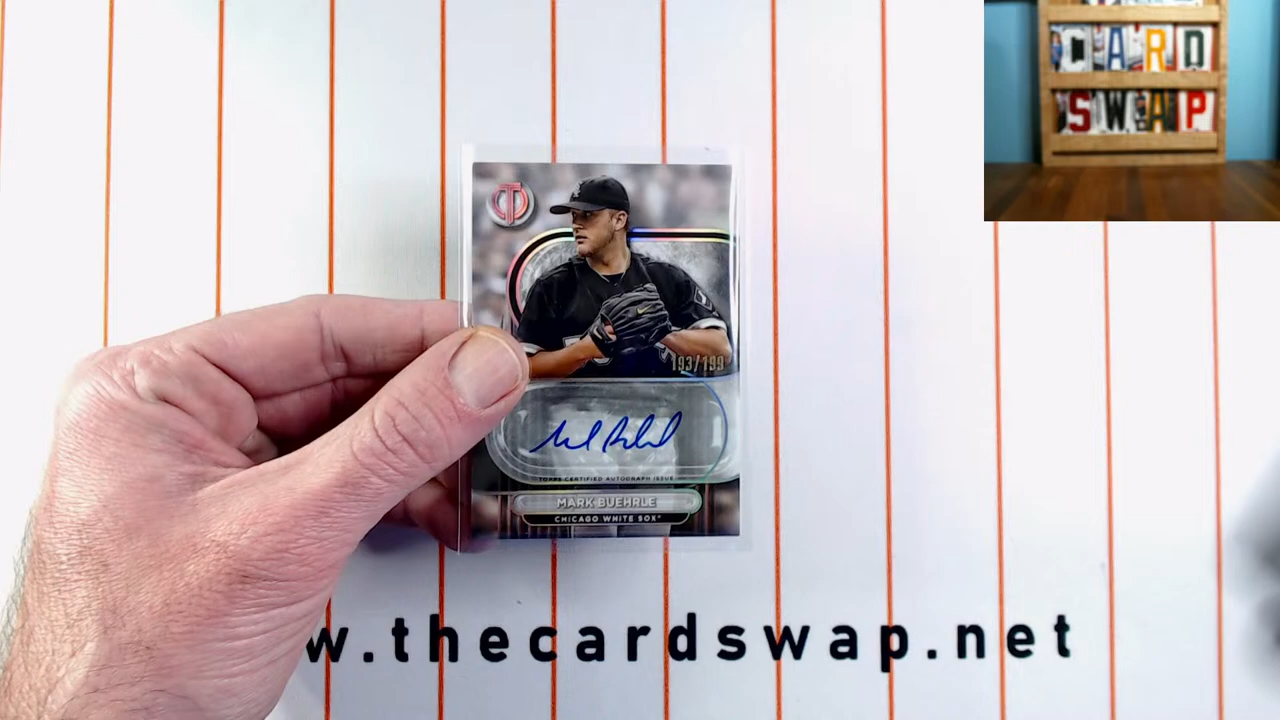 CARD
SWAP
T
193/199
TOPPS CERTIFIED AUTOGRAPH ISSUE
MARK BUEHRLE
CHICAGO WHITE SOX
w.thecardswap.net